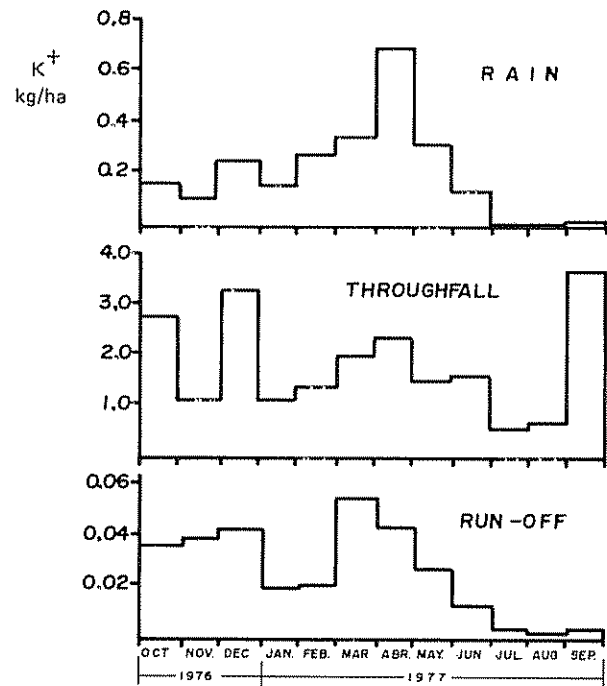 K+
kg/ha
0,8
0.6
0.4
0.2
RAIN
4.0
3.0
2.0
1.0
THROUGHFALL
0.06
0.04
0.02
RUN-OFF
OCT NOV. DEC JAN. FEB. MAR ABR. MAY. JUN JUL. AUG SEP.
1976 1977